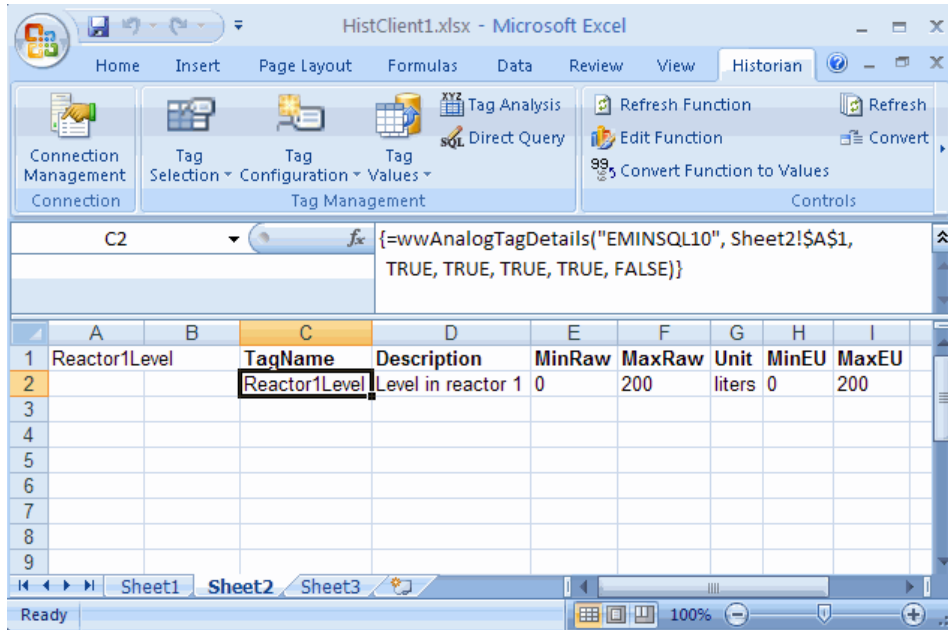 HistClient1.xlsx - Microsoft Excel
Home Insert Page Layout Formulas Data Review View Historian
Connection Management
Tag Selection
Tag Configuration
Tag Values
XYZ Tag Analysis
SQL Direct Query
Refresh Function
Edit Function
Convert Function to Values
Refresh
Convert
Connection Tag Management Controls
C2 fx {=wwAnalogTagDetails("EMINSQL10", Sheet2!$A$1,
TRUE, TRUE, TRUE, TRUE, FALSE)}
A B C D E F G H I
1 Reactor1Level TagName Description MinRaw MaxRaw Unit MinEU MaxEU
2 Reactor1Level Level in reactor 1 0 200 liters 0 200
3
4
5
6
7
8
9
Sheet1 Sheet2 Sheet3
Ready 100%